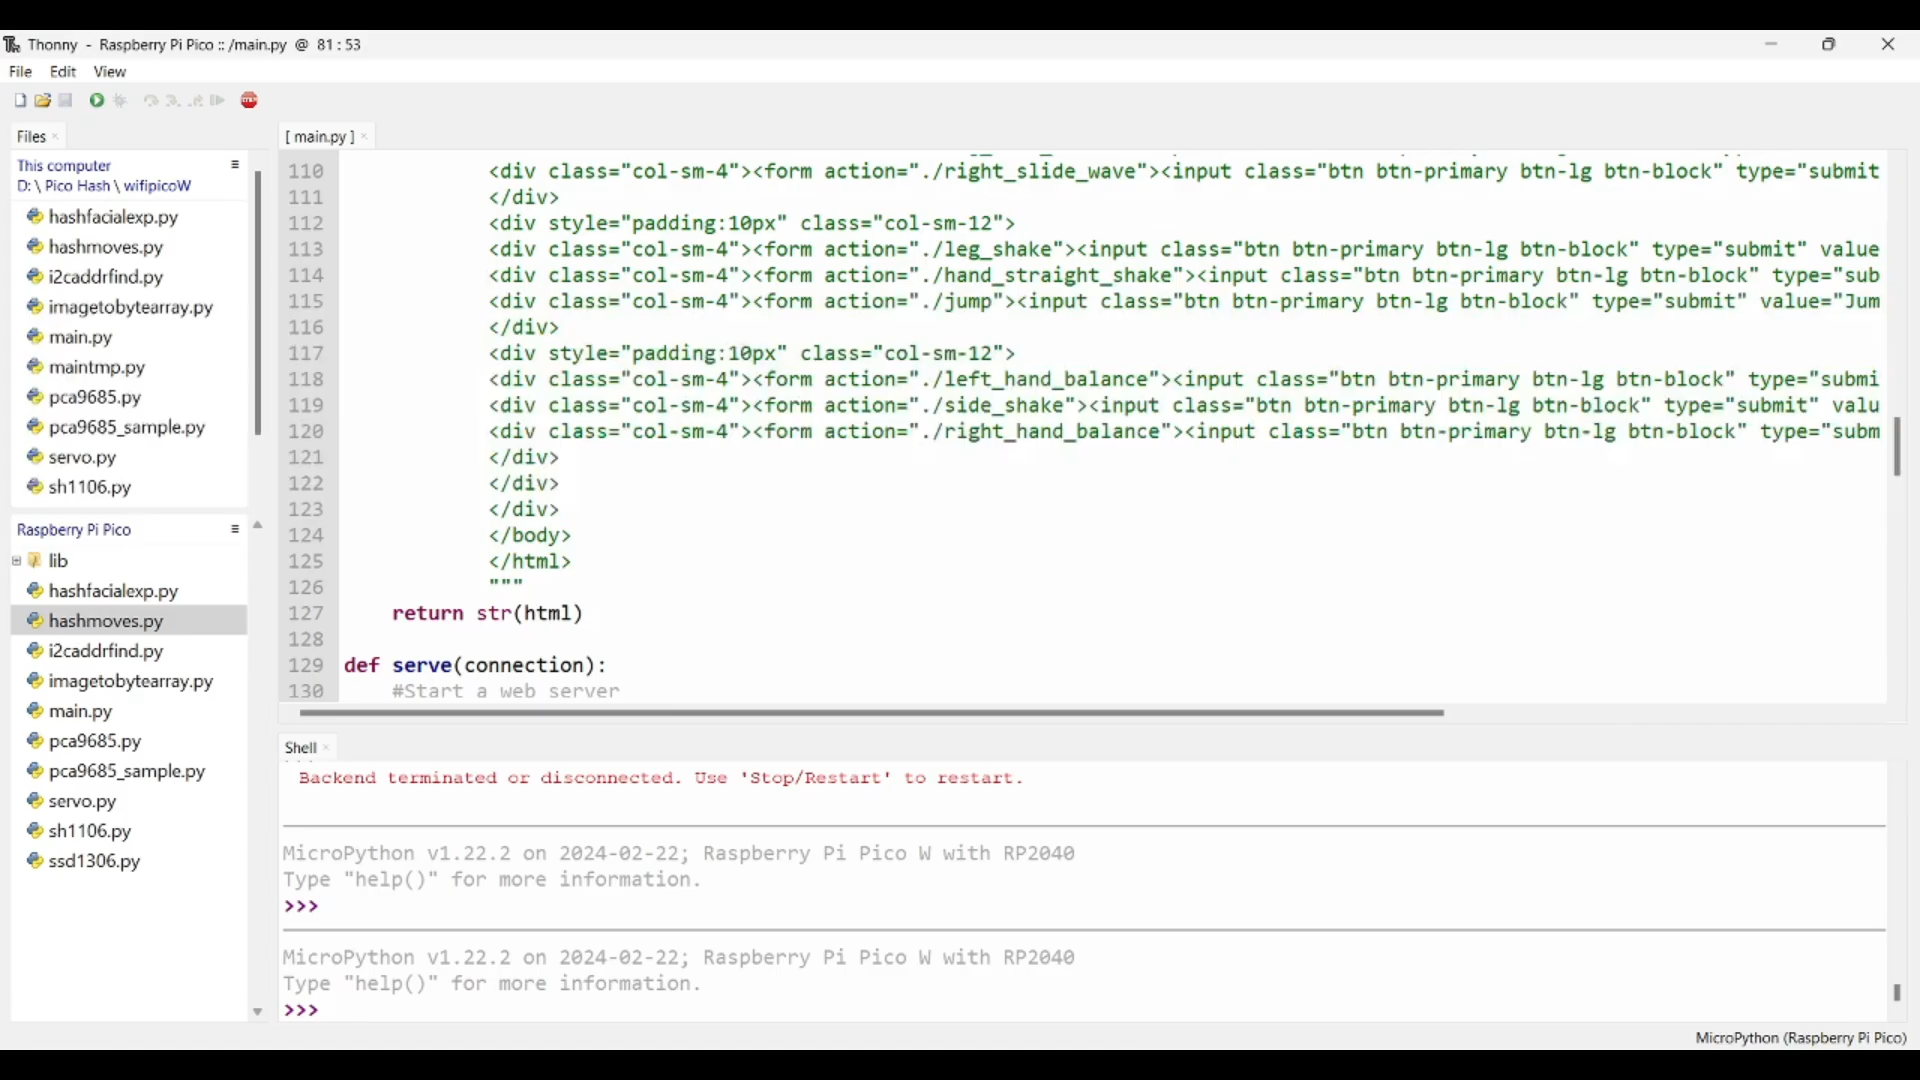 Thonny - Raspberry Pi Pico :: /main.py @ 81 : 53
File Edit View
Files
[ main.py ]
This computer
D: \ Pico Hash \ wifipicoW
hashfacialexp.py
hashmoves.py
i2caddrfind.py
imagetobytearray.py
main.py
maintmp.py
pca9685.py
pca9685_sample.py
servo.py
sh1106.py
Raspberry Pi Pico
lib
hashfacialexp.py
hashmoves.py
i2caddrfind.py
imagetobytearray.py
main.py
pca9685.py
pca9685_sample.py
servo.py
sh1106.py
ssd1306.py
110 <div class="col-sm-4"><form action="./right_slide_wave"><input class="btn btn-primary btn-lg btn-block" type="submit
111 </div>
112 <div style="padding:10px" class="col-sm-12">
113 <div class="col-sm-4"><form action="./leg_shake"><input class="btn btn-primary btn-lg btn-block" type="submit" value
114 <div class="col-sm-4"><form action="./hand_straight_shake"><input class="btn btn-primary btn-lg btn-block" type="sub
115 <div class="col-sm-4"><form action="./jump"><input class="btn btn-primary btn-lg btn-block" type="submit" value="Jum
116 </div>
117 <div style="padding:10px" class="col-sm-12">
118 <div class="col-sm-4"><form action="./left_hand_balance"><input class="btn btn-primary btn-lg btn-block" type="submi
119 <div class="col-sm-4"><form action="./side_shake"><input class="btn btn-primary btn-lg btn-block" type="submit" valu
120 <div class="col-sm-4"><form action="./right_hand_balance"><input class="btn btn-primary btn-lg btn-block" type="subm
121 </div>
122 </div>
123 </div>
124 </body>
125 </html>
126 """
127 return str(html)
128
129 def serve(connection):
130 #Start a web server
Shell
Backend terminated or disconnected. Use 'Stop/Restart' to restart.
MicroPython v1.22.2 on 2024-02-22; Raspberry Pi Pico W with RP2040
Type "help()" for more information.
>>>
MicroPython v1.22.2 on 2024-02-22; Raspberry Pi Pico W with RP2040
Type "help()" for more information.
>>>
MicroPython (Raspberry Pi Pico)